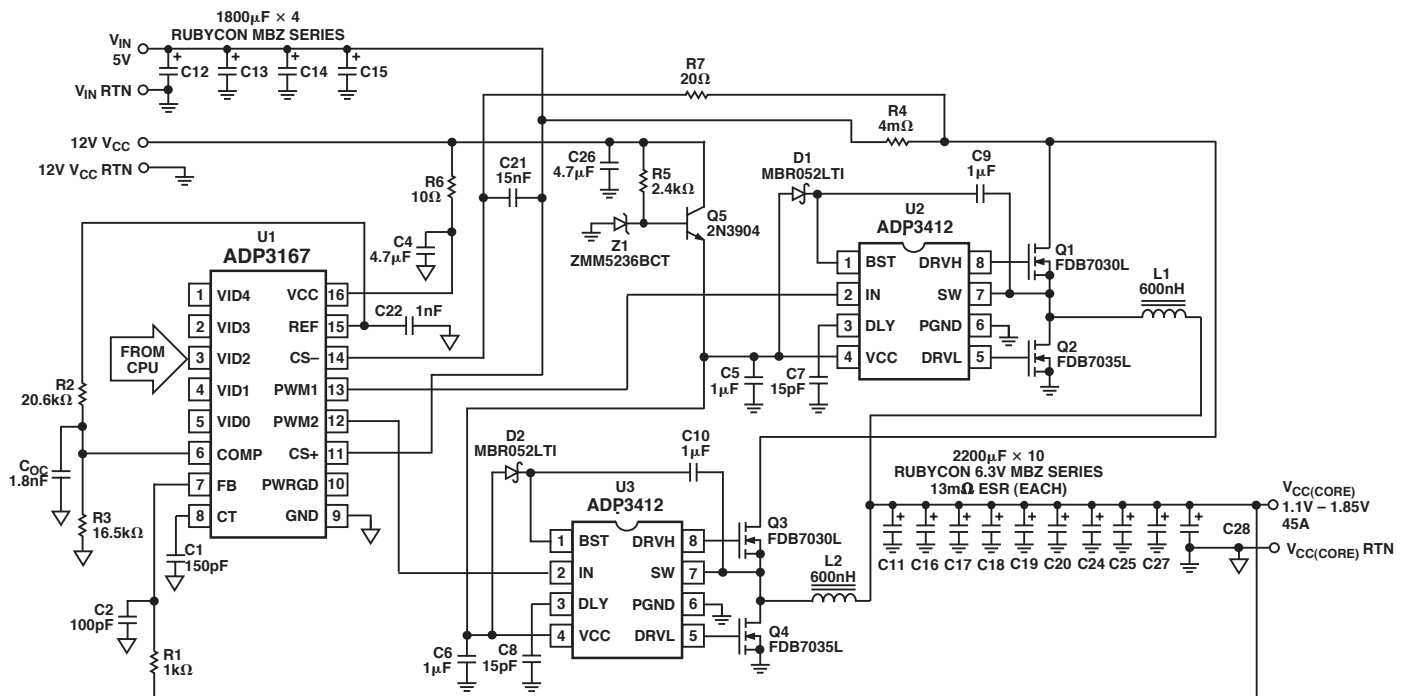 1800μF × 4
RUBYCON MBZ SERIES
VIN
5V
C12
C13
C14
C15
VIN RTN
R7
20Ω
R4
4mΩ
12V VCC
12V VCC RTN
R6
10Ω
C21
15nF
C26
4.7μF
R5
2.4kΩ
D1
MBR052LTI
C9
1μF
Q5
2N3904
Z1
ZMM5236BCT
C4
4.7μF
U1
ADP3167
C22
1nF
1 VID4
VCC 16
2 VID3
REF 15
3 VID2
CS– 14
4 VID1
PWM1 13
5 VID0
PWM2 12
6 COMP
CS+ 11
7 FB
PWRGD 10
8 CT
GND 9
FROM
CPU
R2
20.6kΩ
COC
1.8nF
R3
16.5kΩ
C1
150pF
C2
100pF
R1
1kΩ
U2
ADP3412
1 BST
DRVH 8
2 IN
SW 7
3 DLY
PGND 6
4 VCC
DRVL 5
Q1
FDB7030L
L1
600nH
Q2
FDB7035L
C5
1μF
C7
15pF
D2
MBR052LTI
C10
1μF
U3
ADP3412
1 BST
DRVH 8
2 IN
SW 7
3 DLY
PGND 6
4 VCC
DRVL 5
Q3
FDB7030L
L2
600nH
Q4
FDB7035L
C6
1μF
C8
15pF
2200μF × 10
RUBYCON 6.3V MBZ SERIES
13mΩ ESR (EACH)
C11
C16
C17
C18
C19
C20
C24
C25
C27
C28
VCC(CORE)
1.1V – 1.85V
45A
VCC(CORE) RTN